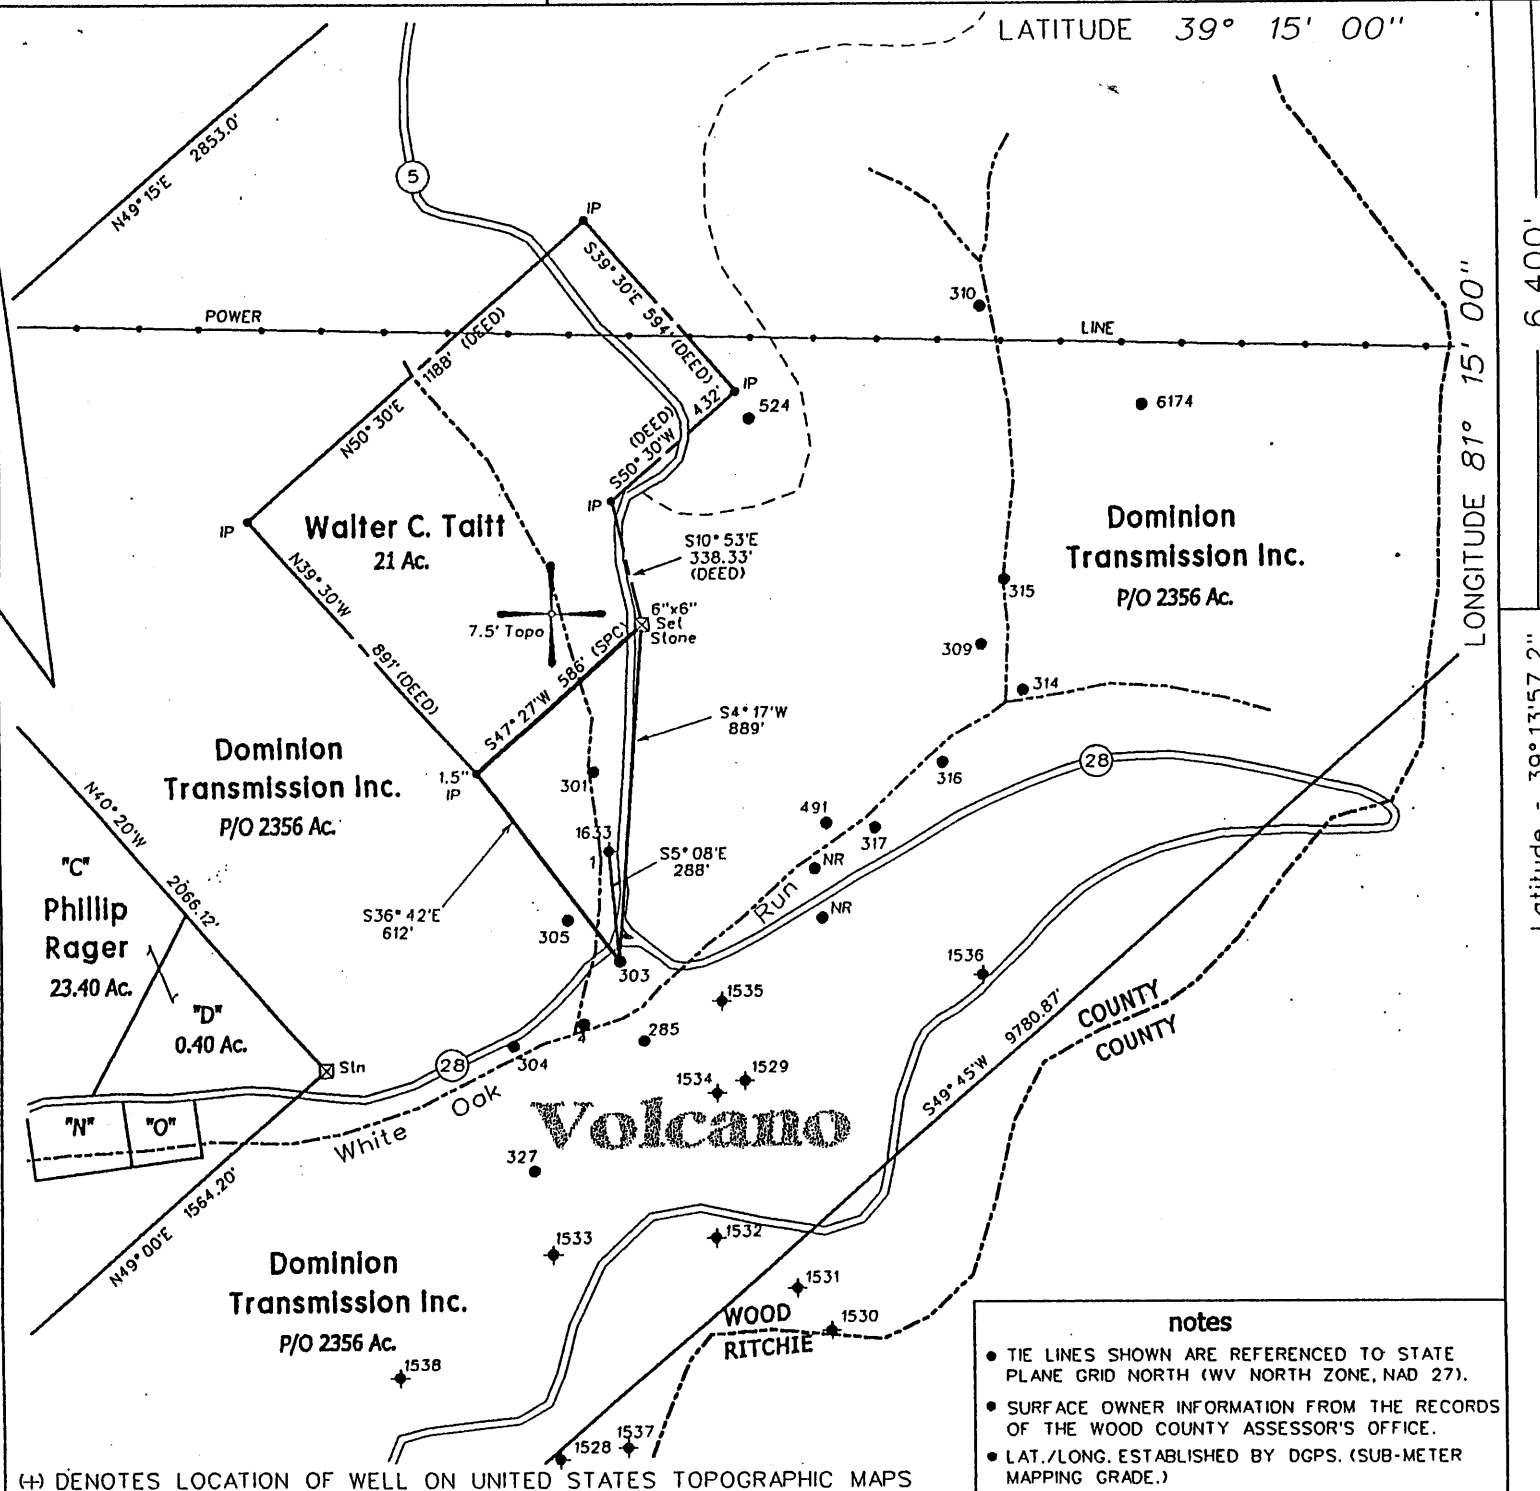 LATITUDE 39° 15' 00"
N49° 15'E 2853.0'
5
IP
S39° 30'E 594' (DEED)
6,400'
310
POWER
LINE
1188' (DEED)
N50° 30'E
IP
524
6174
432'
(DEED)
S50° 30'W
LONGITUDE 81° 15' 00"
IP
IP
Walter C. Taitt
21 Ac.
S10° 53'E
338.33'
(DEED)
Dominion
Transmission Inc.
P/O 2356 Ac.
N39° 30'W
891' (DEED)
315
7.5' Topo
6"x6"
Set
Stone
S47° 27'W 586' (SPC)
309
314
Latitude - 39°13'57.2"
S4° 17'W
889'
Dominion
Transmission Inc.
P/O 2356 Ac.
1.5"
IP
301
316
28
N40° 20'W
2066.12'
491
317
1633
1
S5° 08'E
288'
NR
"C"
Phillip
Rager
23.40 Ac.
S36° 42'E
612'
305
NR
Run
303
1536
"D"
0.40 Ac.
1535
COUNTY
COUNTY
4
285
304
28
Stn
1534
1529
S49° 45'W 9780.87'
"N"
"O"
White Oak
Volcano
327
N49° 00'E 1564.20'
1533
1532
Dominion
Transmission Inc.
P/O 2356 Ac.
1531
WOOD
RITCHIE
1530
1538
1537
1528
notes
• TIE LINES SHOWN ARE REFERENCED TO STATE
PLANE GRID NORTH (WV NORTH ZONE, NAD 27).
• SURFACE OWNER INFORMATION FROM THE RECORDS
OF THE WOOD COUNTY ASSESSOR'S OFFICE.
• LAT./LONG. ESTABLISHED BY DGPS. (SUB-METER
MAPPING GRADE.)
(+) DENOTES LOCATION OF WELL ON UNITED STATES TOPOGRAPHIC MAPS